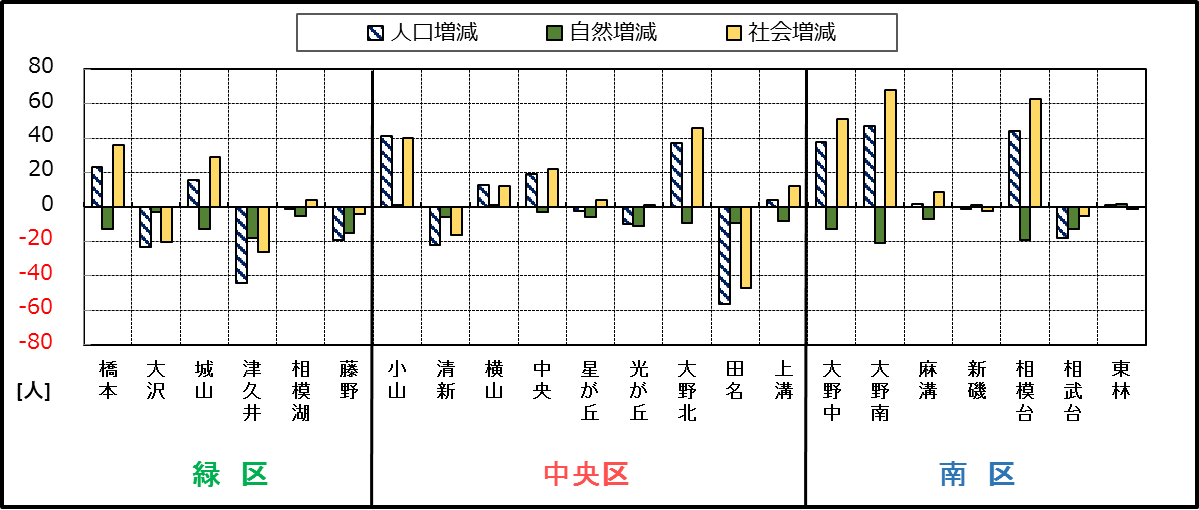 人口増減 自然増減 社会増減
80
60
40
20
0
-20
-40
-60
-80
[人]
橋本 大沢 城山 津久井 相模湖 藤野 小山 清新 横山 中央 星が丘 光が丘 大野北 田名 上溝 大野中 大野南 麻溝 新磯 相模台 相武台 東林
緑 区 中央区 南 区